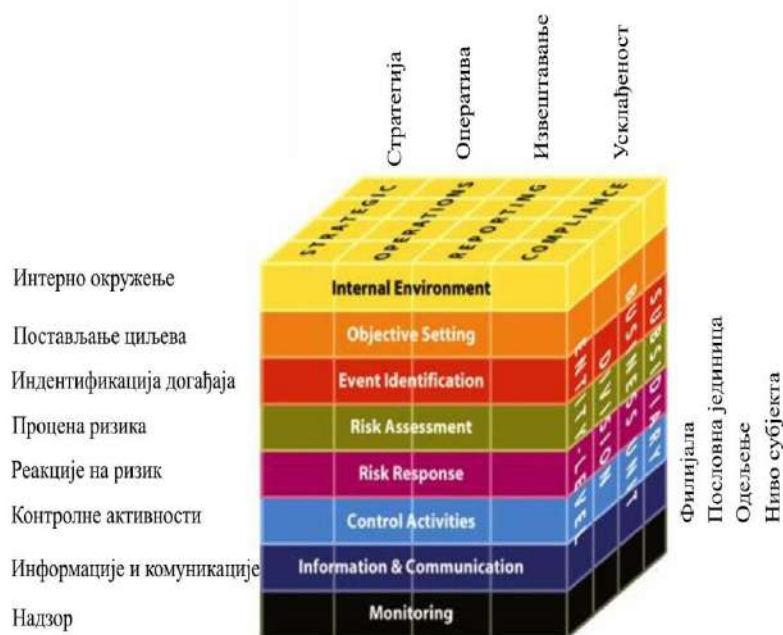 Стратегија
Оператива
Извештавање
Усклађеност
STRATEGIC
OPERATIONS
REPORTING
COMPLIANCE
Интерно окружење
Internal Environment
Постављање циљева
Objective Setting
Индентификација догађаја
Event Identification
Процена ризика
Risk Assessment
Реакције на ризик
Risk Response
Контролне активности
Control Activities
Информације и комуникације
Information & Communication
Надзор
Monitoring
ENTITY-LEVEL
DIVISION
BUSINESS UNIT
SUBSIDIARY
Филијала
Пословна јединица
Одељење
Ниво субјекта